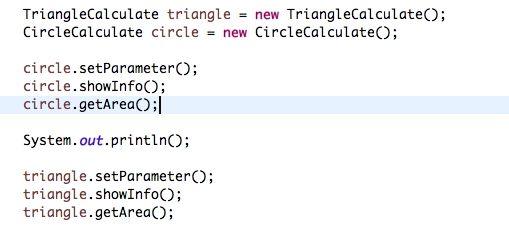 TriangleCalculate triangle = new TriangleCalculate();
CircleCalculate circle = new CircleCalculate();
circle.setParameter();
circle.showInfo();
circle.getArea();
System.out.println();
triangle.setParameter();
triangle.showInfo();
triangle.getArea();